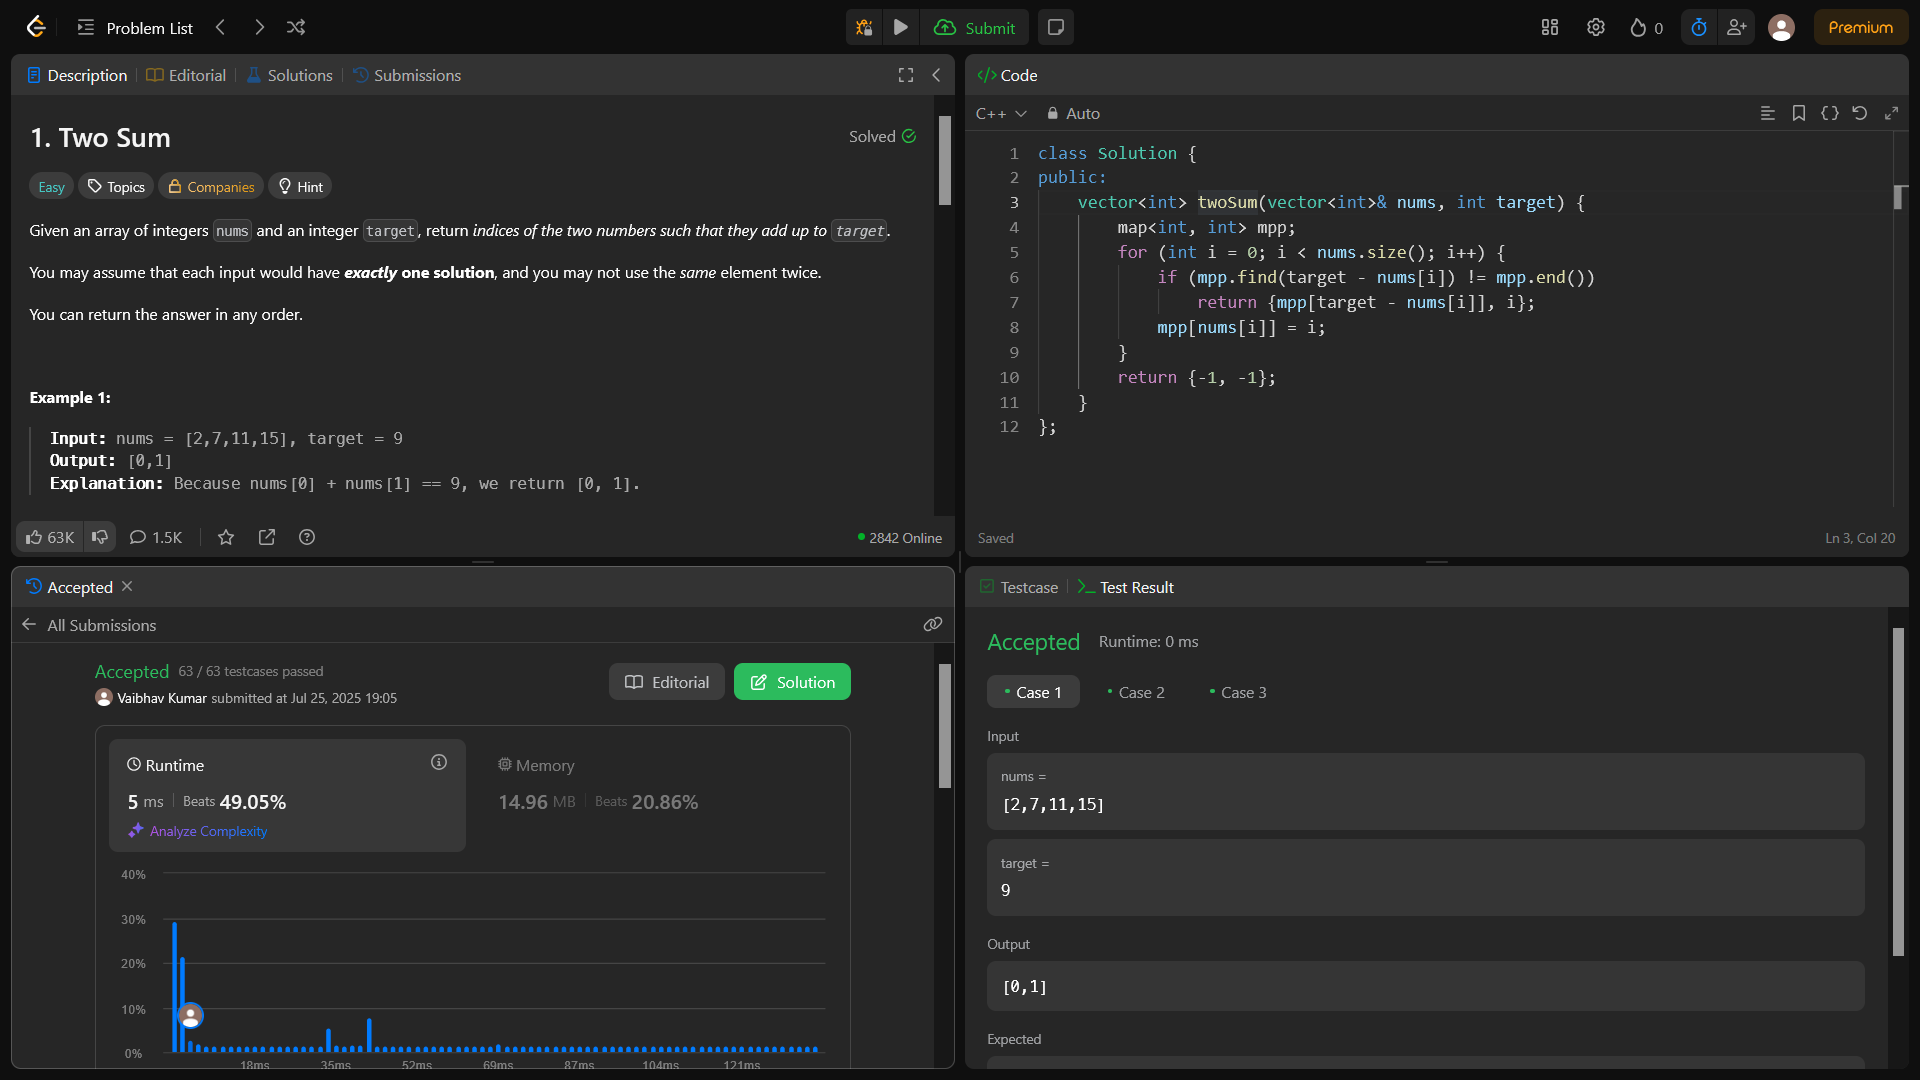 Problem List
Submit
0
Premium
Description
Editorial
Solutions
Submissions
1. Two Sum
Solved
Easy
Topics
Companies
Hint
Given an array of integers nums and an integer target, return indices of the two numbers such that they add up to target.
You may assume that each input would have exactly one solution, and you may not use the same element twice.
You can return the answer in any order.
Example 1:
Input: nums = [2,7,11,15], target = 9
Output: [0,1]
Explanation: Because nums[0] + nums[1] == 9, we return [0, 1].
63K
1.5K
2842 Online
</> Code
C++
Auto
1 class Solution {
2 public:
3 vector<int> twoSum(vector<int>& nums, int target) {
4 map<int, int> mpp;
5 for (int i = 0; i < nums.size(); i++) {
6 if (mpp.find(target - nums[i]) != mpp.end())
7 return {mpp[target - nums[i]], i};
8 mpp[nums[i]] = i;
9 }
10 return {-1, -1};
11 }
12 };
Saved
Ln 3, Col 20
Accepted
All Submissions
Accepted 63 / 63 testcases passed
Vaibhav Kumar submitted at Jul 25, 2025 19:05
Editorial
Solution
Runtime
5 ms Beats 49.05%
Analyze Complexity
Memory
14.96 MB Beats 20.86%
40%
30%
20%
10%
0%
18ms 35ms 52ms 69ms 87ms 104ms 121ms
Testcase
Test Result
Accepted Runtime: 0 ms
Case 1
Case 2
Case 3
Input
nums =
[2,7,11,15]
target =
9
Output
[0,1]
Expected